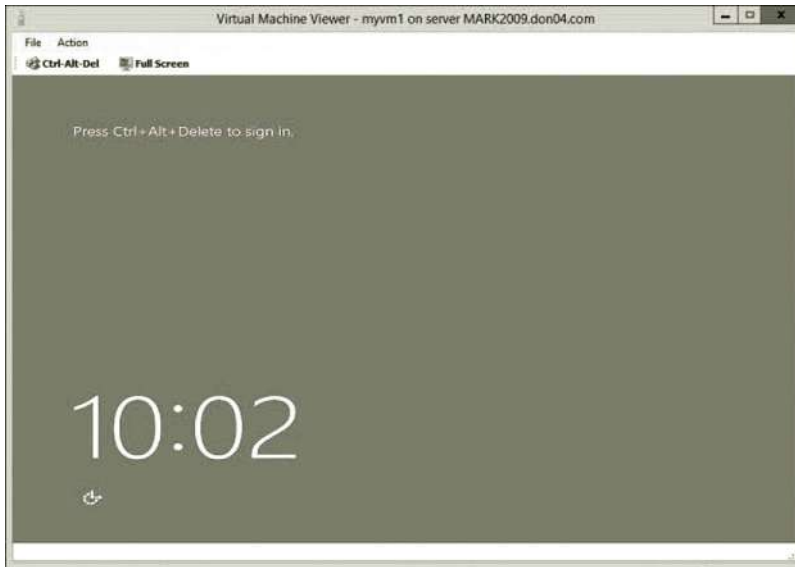 Virtual Machine Viewer - myvm1 on server MARK2009.don04.com
File Action
Ctrl-Alt-Del Full Screen
Press Ctrl+Alt+Delete to sign in.
10:02